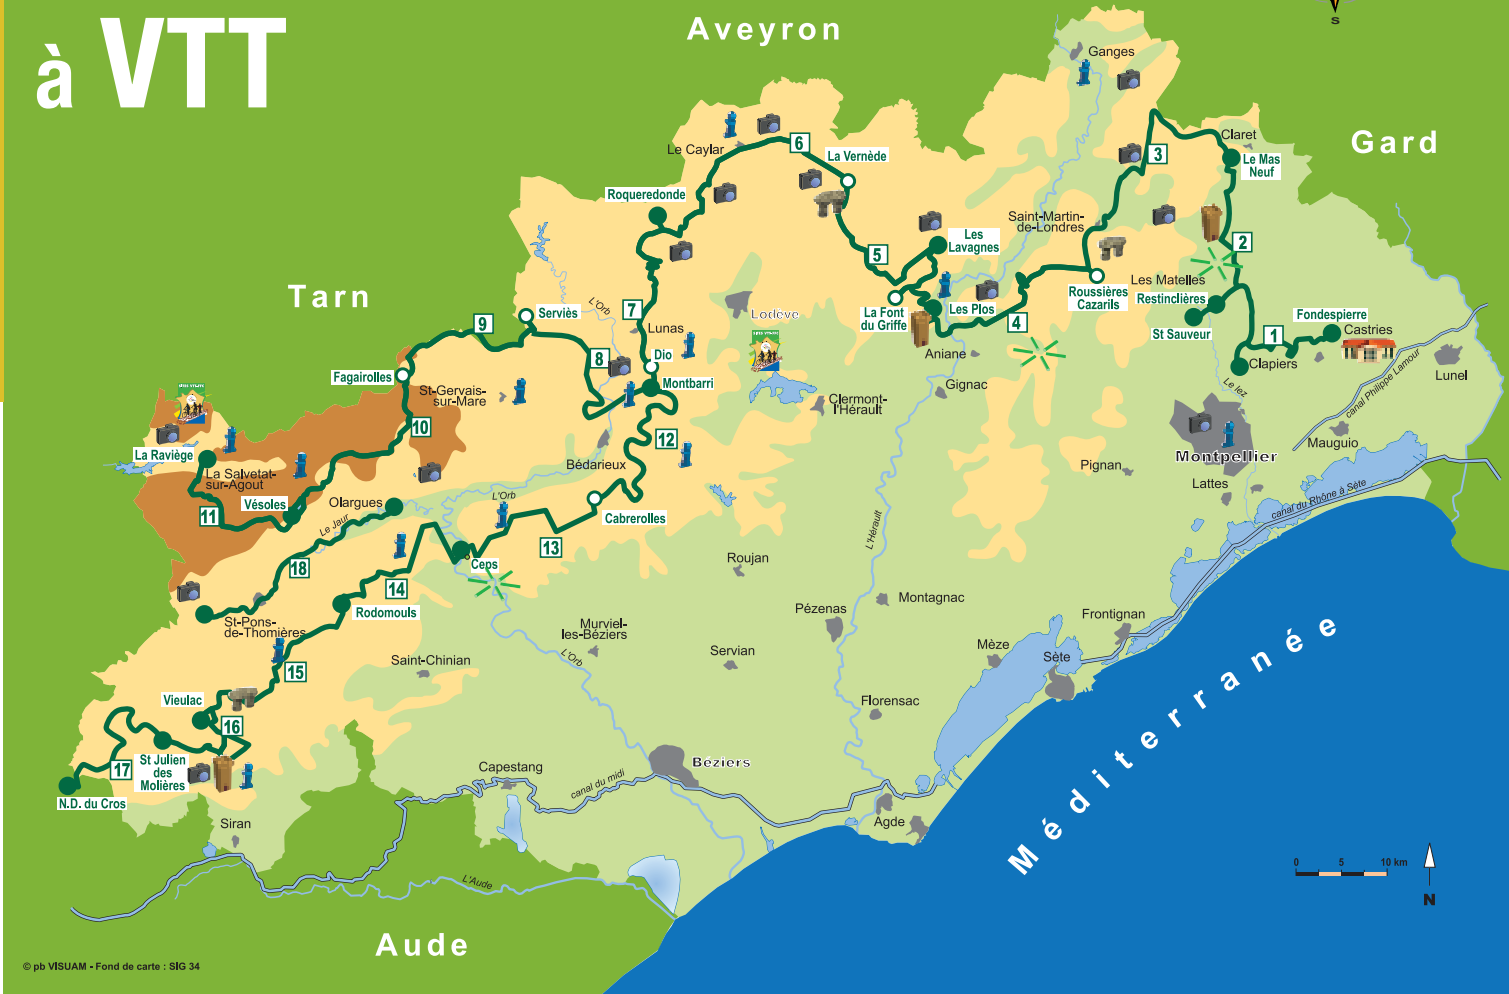 à VTT
Aveyron
S
Ganges
Gard
Claret
Le Mas
Neuf
3
6
Le Caylar
La Vernède
Roqueredonde
Saint-Martin-
de-Londres
Les
Lavagnes
5
2
Tarn
Les Matelles
Roussières
Cazarils
Restinclières
St Sauveur
Fondespierre
Castries
1
Clapiers
Le lez
canal Philippe Lamour
Lunel
La Font
du Griffe
Les Plos
4
Aniane
Gignac
Lodève
L'Orb
7
Lunas
Serviès
9
8
Dio
Montbarri
Fagairolles
St-Gervais-
sur-Mare
Clermont-
l'Hérault
10
12
Bédarieux
La Raviège
La Salvetat-
sur-Agout
Vésoles
11
Olargues
Le Jaur
L'Orb
Cabrerolles
13
Ceps
Montpellier
Mauguio
Pignan
Lattes
canal du Rhône à Sète
L'Hérault
Roujan
18
14
Rodomouls
St-Pons-
de-Thomières
Montagnac
Pézenas
Frontignan
Murviel-
les-Béziers
L'Orb
Servian
Mèze
Sète
Saint-Chinian
15
Vieulac
16
Florensac
Méditerranée
17
St Julien
des
Molières
N.D. du Cros
Béziers
Capestang
canal du midi
Siran
Agde
L'Aude
Aude
0 5 10 km
N
© pb VISUAM - Fond de carte : SIG 34